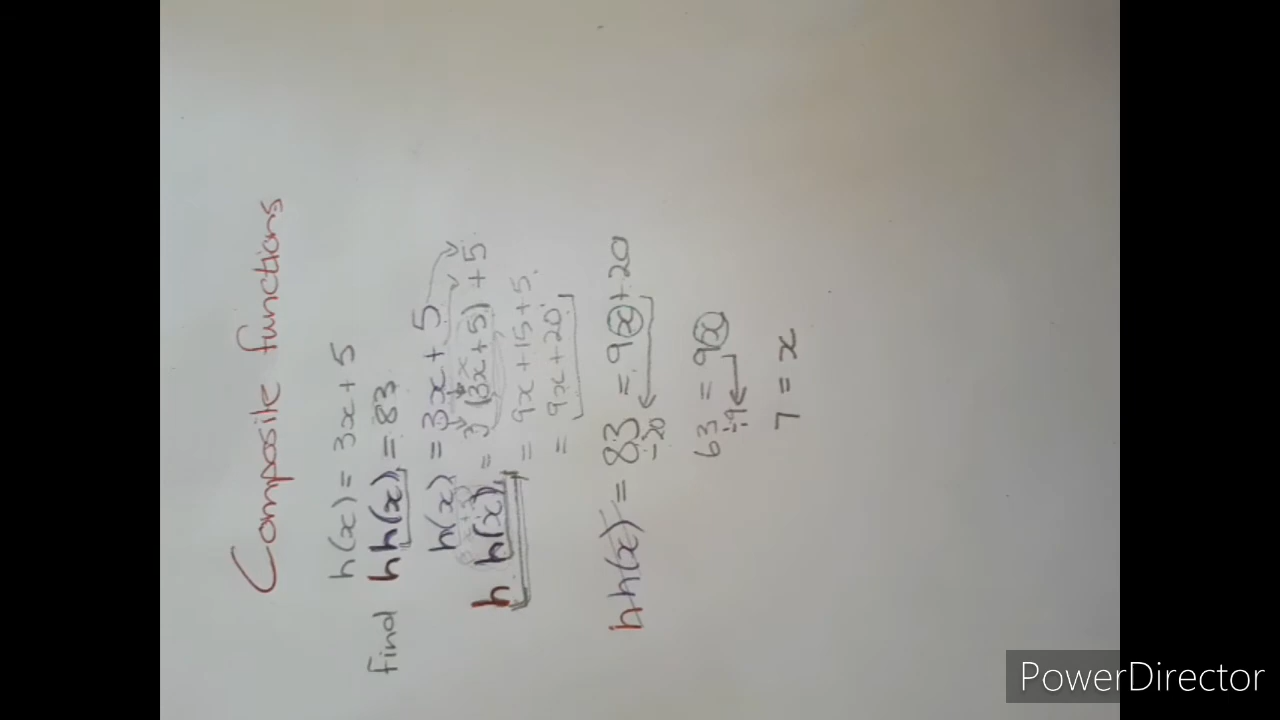 Composite functions
h(x) = 3x + 5
find hh(x) = 83
h(x) = 3x + 5
h h(x) = 3(3x + 5) + 5
= 9x + 15 + 5
= 9x + 20
hh(x) = 83 = 9x + 20
-20
63 = 9x
÷9
7 = x
PowerDirector